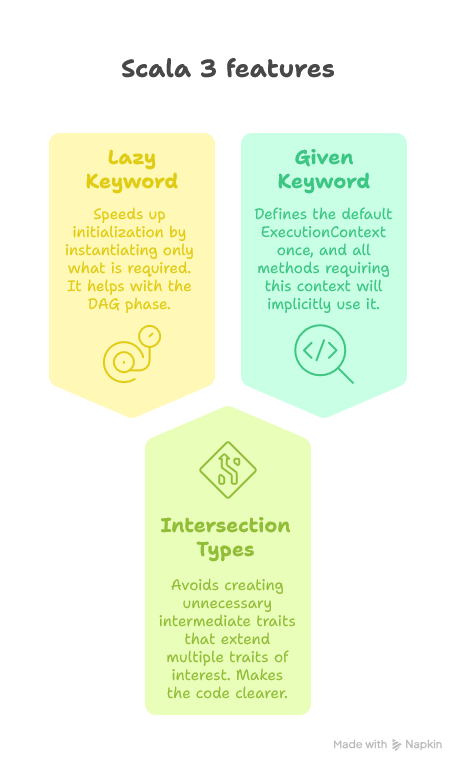 Scala 3 features
Lazy
Keyword
Speeds up
initialization by
instantiating only
what is required.
It helps with the
DAG phase.
Given
Keyword
Defines the default
ExecutionContext
once, and all
methods requiring
this context will
implicitly use it.
Intersection
Types
Avoids creating
unnecessary
intermediate traits
that extend
multiple traits of
interest. Makes
the code clearer.
Made with Napkin